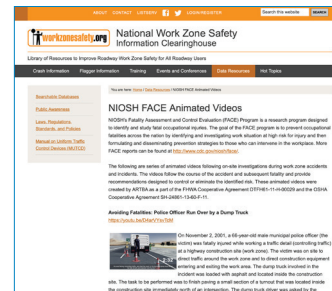 ABOUT CONTACT LISTSERV LOGIN/REGISTER Search this website SEARCH
workzonesafety.org National Work Zone Safety
Information Clearinghouse
Library of Resources to Improve Roadway Work Zone Safety for All Roadway Users
Crash Information Flagger Information Training Events and Conferences Data Resources Hot Topics
Searchable Databases
Public Awareness
Laws, Regulations,
Standards, and Policies
Manual on Uniform Traffic
Control Devices (MUTCD)
You are here: Home / Data Resources / NIOSH FACE Animated Videos
NIOSH FACE Animated Videos
NIOSH's Fatality Assessment and Control Evaluation (FACE) Program is a research program designed
to identify and study fatal occupational injuries. The goal of the FACE program is to prevent occupational
fatalities across the nation by identifying and investigating work situation at high risk for injury and then
formulating and disseminating prevention strategies to those who can intervene in the workplace. More
FACE reports can be found at http://www.cdc.gov/niosh/face/.
The following are series of animated videos following on-site investigations during work zone accidents
and incidents. The videos follow the course of the accident and subsequent fatality and provide
recommendations designed to control or eliminate the identified risk. These animated videos were
created by ARTBA as a part of the FHWA Cooperative Agreement DTFH61-11-H-00029 and the OSHA
Cooperative Agreement SH-24861-13-60-F-11.
Avoiding Fatalities: Police Officer Run Over by a Dump Truck
On November 2, 2001, a 66-year-old male municipal police officer (the
victim) was fatally injured while working a traffic detail (controlling traffic)
at a highway construction site (work zone). The victim was on site to
direct traffic around the work zone and to direct construction equipment
entering and exiting the work area. The dump truck involved in the
incident was loaded with asphalt and located inside the construction
site. The task to be performed was to finish paving a small section of a turnout that was located inside
the construction site immediately north of an intersection. The dump truck driver was asked by the